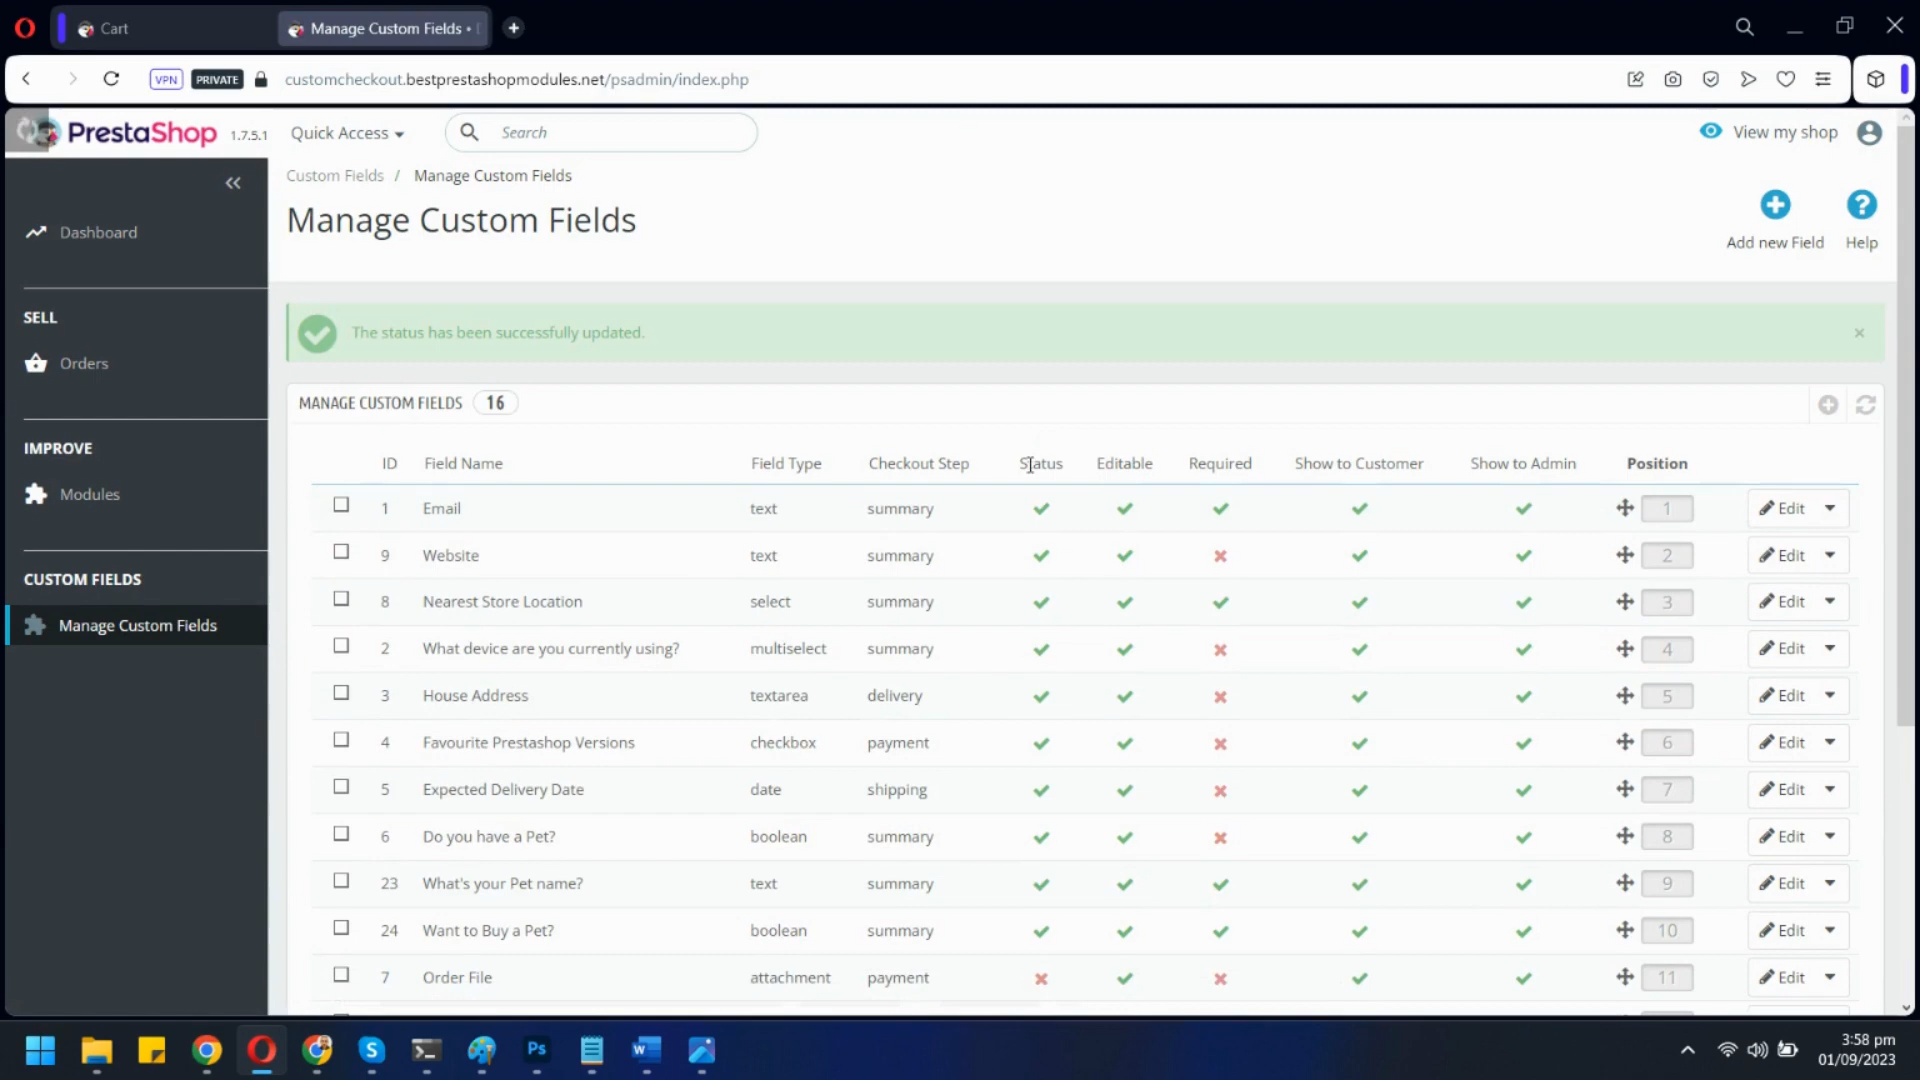 Cart
Manage Custom Fields •
VPN
PRIVATE
customcheckout.bestprestashopmodules.net/psadmin/index.php
PrestaShop 1.7.5.1
Quick Access
Search
View my shop
Custom Fields / Manage Custom Fields
Manage Custom Fields
Add new Field
Help
Dashboard
SELL
Orders
IMPROVE
Modules
CUSTOM FIELDS
Manage Custom Fields
The status has been successfully updated.
MANAGE CUSTOM FIELDS 16
ID Field Name Field Type Checkout Step Status Editable Required Show to Customer Show to Admin Position
1 Email text summary 1 Edit
9 Website text summary 2 Edit
8 Nearest Store Location select summary 3 Edit
2 What device are you currently using? multiselect summary 4 Edit
3 House Address textarea delivery 5 Edit
4 Favourite Prestashop Versions checkbox payment 6 Edit
5 Expected Delivery Date date shipping 7 Edit
6 Do you have a Pet? boolean summary 8 Edit
23 What's your Pet name? text summary 9 Edit
24 Want to Buy a Pet? boolean summary 10 Edit
7 Order File attachment payment 11 Edit
3:58 pm
01/09/2023